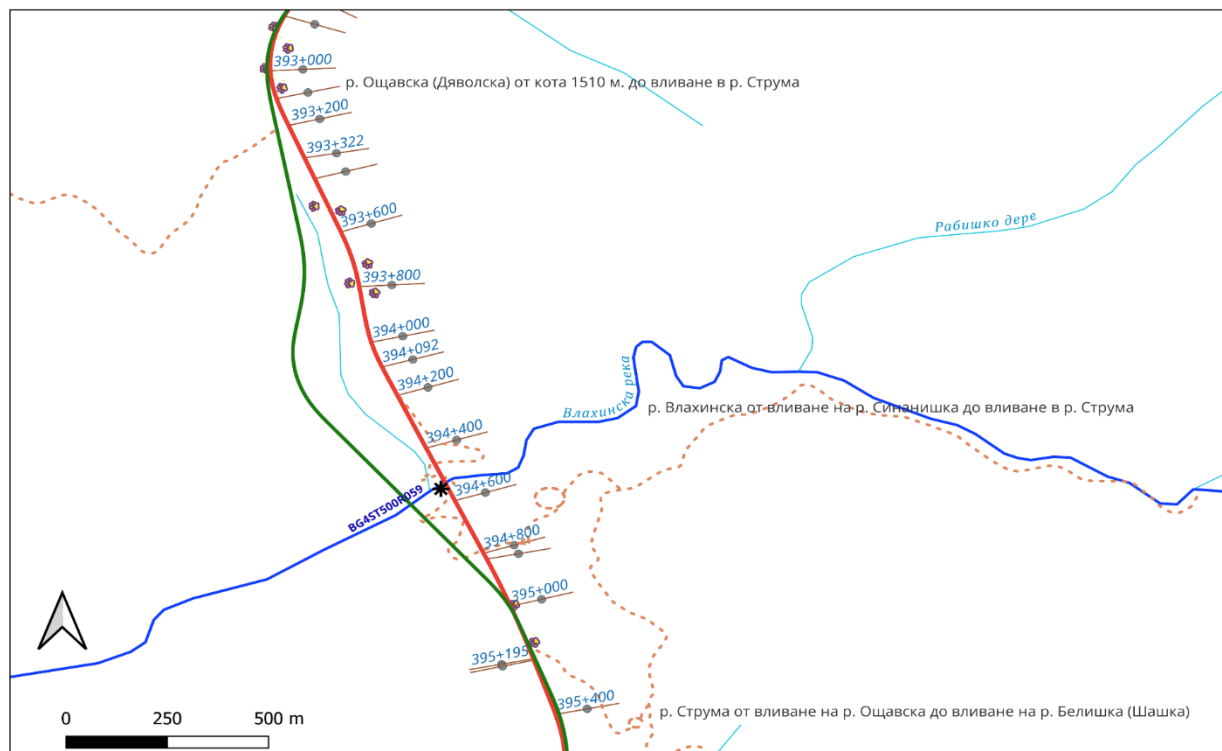 393+000
р. Ощавска (Дяволска) от кота 1510 м. до вливане в р. Струма
393+200
393+322
393+600
Рабишко дере
393+800
394+000
394+092
394+200
Влахинска река
р. Влахинска от вливане на р. Синанишка до вливане в р. Струма
394+400
394+600
BG4ST500R059
394+800
395+000
395+195
395+400
р. Струма от вливане на р. Ощавска до вливане на р. Белишка (Шашка)
0 250 500 m